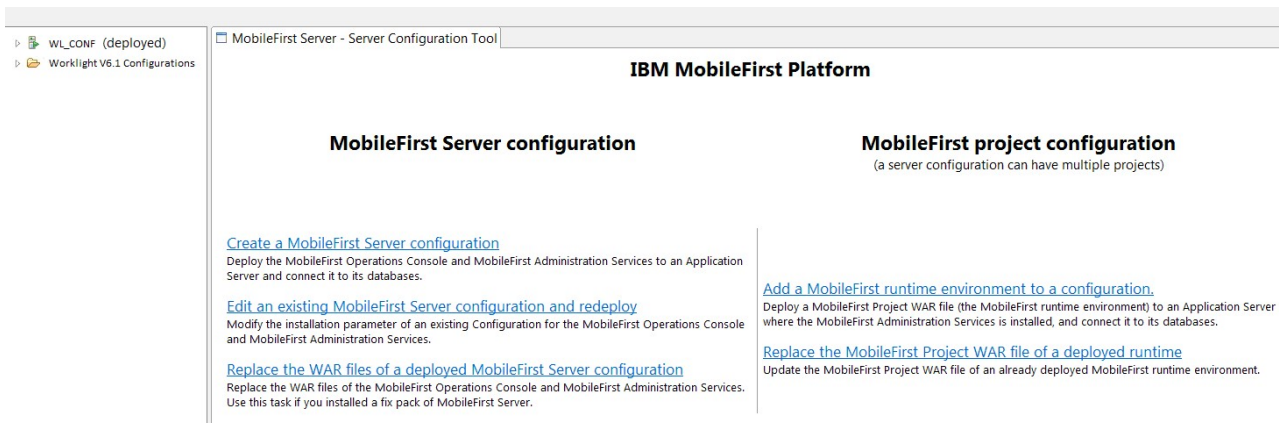 WL_CONF (deployed)
Worklight V6.1 Configurations
MobileFirst Server - Server Configuration Tool
IBM MobileFirst Platform
MobileFirst Server configuration
Create a MobileFirst Server configuration
Deploy the MobileFirst Operations Console and MobileFirst Administration Services to an Application
Server and connect it to its databases.
Edit an existing MobileFirst Server configuration and redeploy
Modify the installation parameter of an existing Configuration for the MobileFirst Operations Console
and MobileFirst Administration Services.
Replace the WAR files of a deployed MobileFirst Server configuration
Replace the WAR files of the MobileFirst Operations Console and MobileFirst Administration Services.
Use this task if you installed a fix pack of MobileFirst Server.
MobileFirst project configuration
(a server configuration can have multiple projects)
Add a MobileFirst runtime environment to a configuration.
Deploy a MobileFirst Project WAR file (the MobileFirst runtime environment) to an Application Server
where the MobileFirst Administration Services is installed, and connect it to its databases.
Replace the MobileFirst Project WAR file of a deployed runtime
Update the MobileFirst Project WAR file of an already deployed MobileFirst runtime environment.